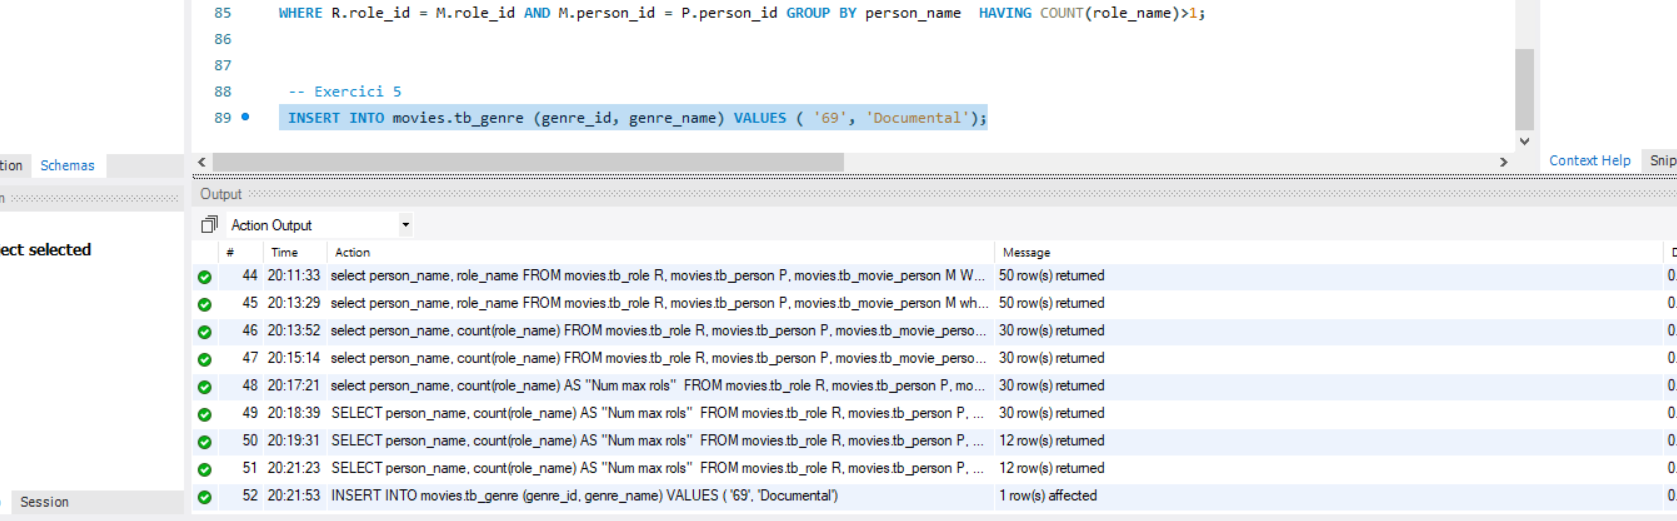 85 WHERE R.role_id = M.role_id AND M.person_id = P.person_id GROUP BY person_name HAVING COUNT(role_name)>1;
86
87
88 -- Exercici 5
89 INSERT INTO movies.tb_genre (genre_id, genre_name) VALUES ( '69', 'Documental');
tion Schemas
Context Help Snip
n
Output
Action Output
ect selected
# Time Action Message D
44 20:11:33 select person_name, role_name FROM movies.tb_role R, movies.tb_person P, movies.tb_movie_person M W... 50 row(s) returned 0.
45 20:13:29 select person_name, role_name FROM movies.tb_role R, movies.tb_person P, movies.tb_movie_person M wh... 50 row(s) returned 0.
46 20:13:52 select person_name, count(role_name) FROM movies.tb_role R, movies.tb_person P, movies.tb_movie_perso... 30 row(s) returned 0.
47 20:15:14 select person_name, count(role_name) FROM movies.tb_role R, movies.tb_person P, movies.tb_movie_perso... 30 row(s) returned 0.
48 20:17:21 select person_name, count(role_name) AS "Num max rols" FROM movies.tb_role R, movies.tb_person P, mo... 30 row(s) returned 0.
49 20:18:39 SELECT person_name, count(role_name) AS "Num max rols" FROM movies.tb_role R, movies.tb_person P, ... 30 row(s) returned 0.
50 20:19:31 SELECT person_name, count(role_name) AS "Num max rols" FROM movies.tb_role R, movies.tb_person P, ... 12 row(s) returned 0.
51 20:21:23 SELECT person_name, count(role_name) AS "Num max rols" FROM movies.tb_role R, movies.tb_person P, ... 12 row(s) returned 0.
52 20:21:53 INSERT INTO movies.tb_genre (genre_id, genre_name) VALUES ( '69', 'Documental') 1 row(s) affected 0.
Session